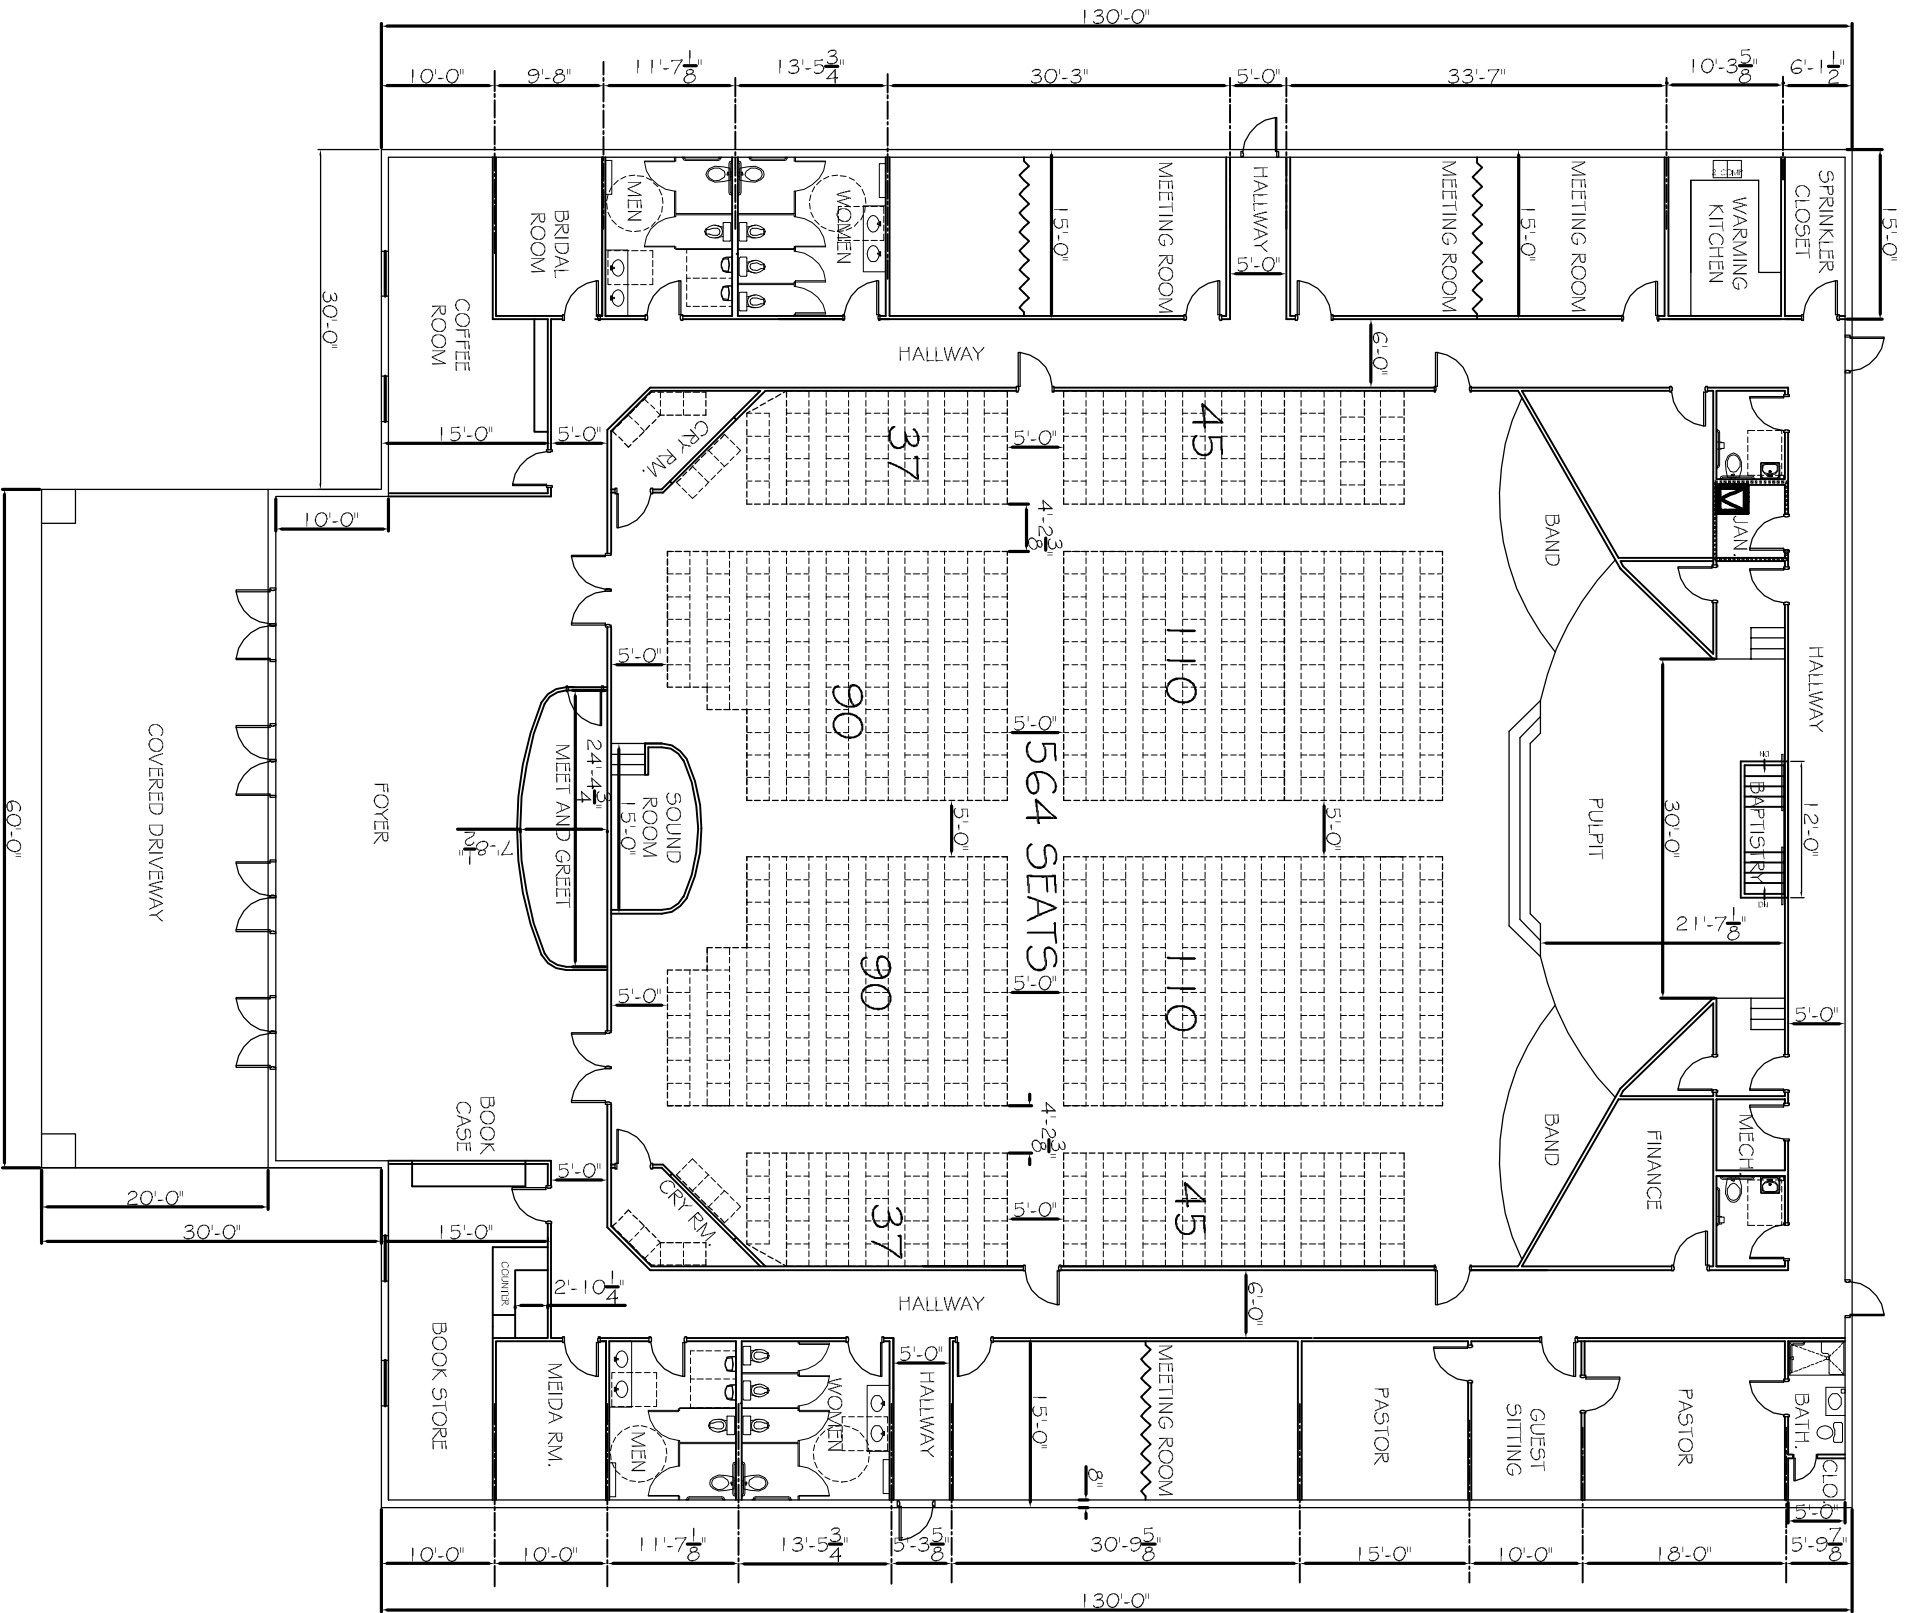 130'-0"
10'-0"
9'-8"
11'-7 1/8"
13'-5 3/4"
30'-3"
5'-0"
33'-7"
10'-3 5/8"
6'-1 1/2"
15'-0"
30'-0"
COFFEE
ROOM
BRIDAL
ROOM
MEN
WOMEN
15'-0"
MEETING ROOM
HALLWAY
5'-0"
MEETING ROOM
15'-0"
MEETING ROOM
2 COMP
WARMING
KITCHEN
SPRINKLER
CLOSET
HALLWAY
6'-0"
15'-0"
5'-0"
CRY RM.
37
5'-0"
45
4'-2 3/8"
BAND
JAN.
10'-0"
HALLWAY
5'-0"
90
110
5'-0"
564 SEATS
5'-0"
5'-0"
COVERED DRIVEWAY
60'-0"
FOYER
7'-8 1/2"
MEET AND GREET
24'-4 3/4"
15'-0"
SOUND
ROOM
PULPIT
30'-0"
BAPTISTRY
DN
DN
12'-0"
21'-7 1/8"
5'-0"
90
110
5'-0"
5'-0"
4'-2 3/8"
BOOK
CASE
5'-0"
CRY RM.
37
5'-0"
45
BAND
FINANCE
MECH.
20'-0"
30'-0"
15'-0"
COUNTER
2'-10 1/4"
HALLWAY
6'-0"
BOOK STORE
MEIDA RM.
MEN
WOMEN
5'-0"
HALLWAY
15'-0"
8"
MEETING ROOM
PASTOR
GUEST
SITTING
PASTOR
BATH.
CLO.
5'-0"
10'-0"
10'-0"
11'-7 1/8"
13'-5 3/4"
5'-3 5/8"
30'-9 5/8"
15'-0"
10'-0"
18'-0"
5'-9 7/8"
130'-0"